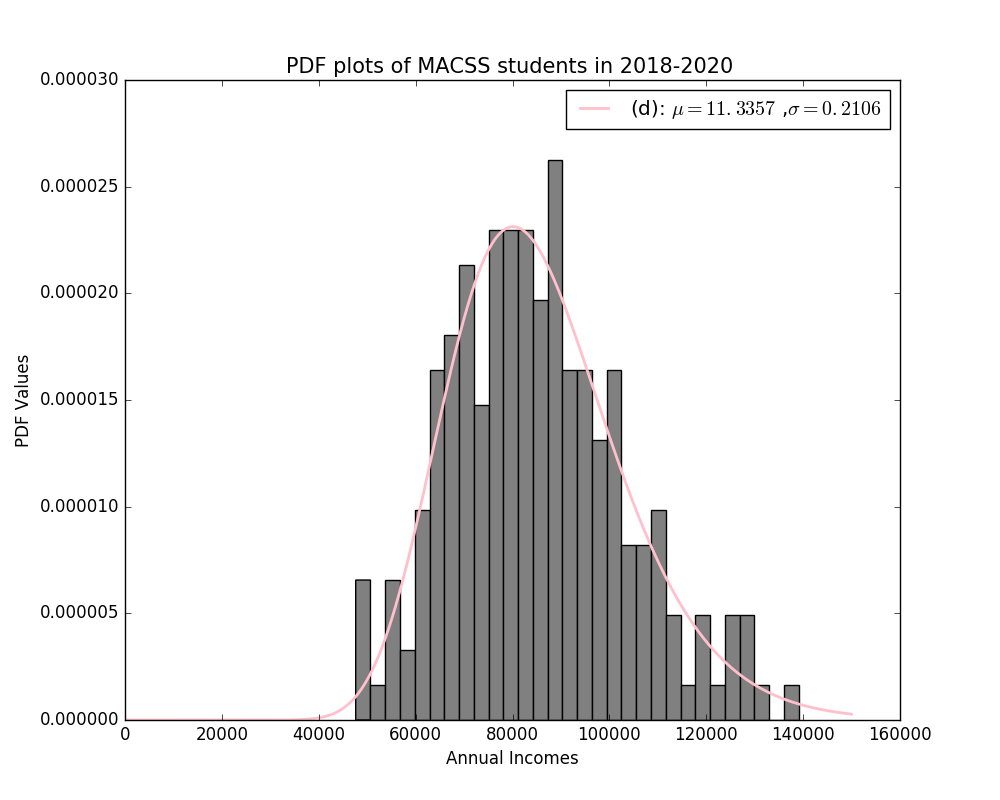 PDF plots of MACSS students in 2018-2020
(d): μ = 11.3357 ,σ = 0.2106
0.000030
0.000025
0.000020
0.000015
0.000010
0.000005
0.000000
PDF Values
0 20000 40000 60000 80000 100000 120000 140000 160000
Annual Incomes